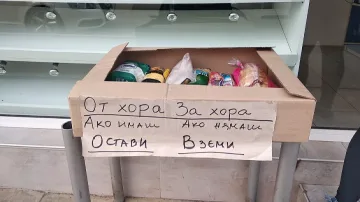 От хора За хора
Ако имаш Ако нямаш
Остави Вземи